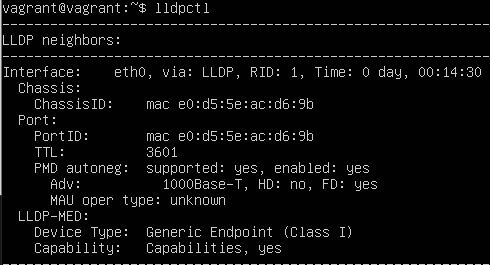 vagrant@vagrant:~$ lldpctl
-------------------------------------------------------------------------------
LLDP neighbors:
-------------------------------------------------------------------------------
Interface:    eth0, via: LLDP, RID: 1, Time: 0 day, 00:14:30
  Chassis:
    ChassisID:    mac e0:d5:5e:ac:d6:9b
  Port:
    PortID:       mac e0:d5:5e:ac:d6:9b
    TTL:          3601
    PMD autoneg:  supported: yes, enabled: yes
      Adv:          1000Base-T, HD: no, FD: yes
      MAU oper type: unknown
  LLDP-MED:
    Device Type:  Generic Endpoint (Class I)
    Capability:   Capabilities, yes
-------------------------------------------------------------------------------